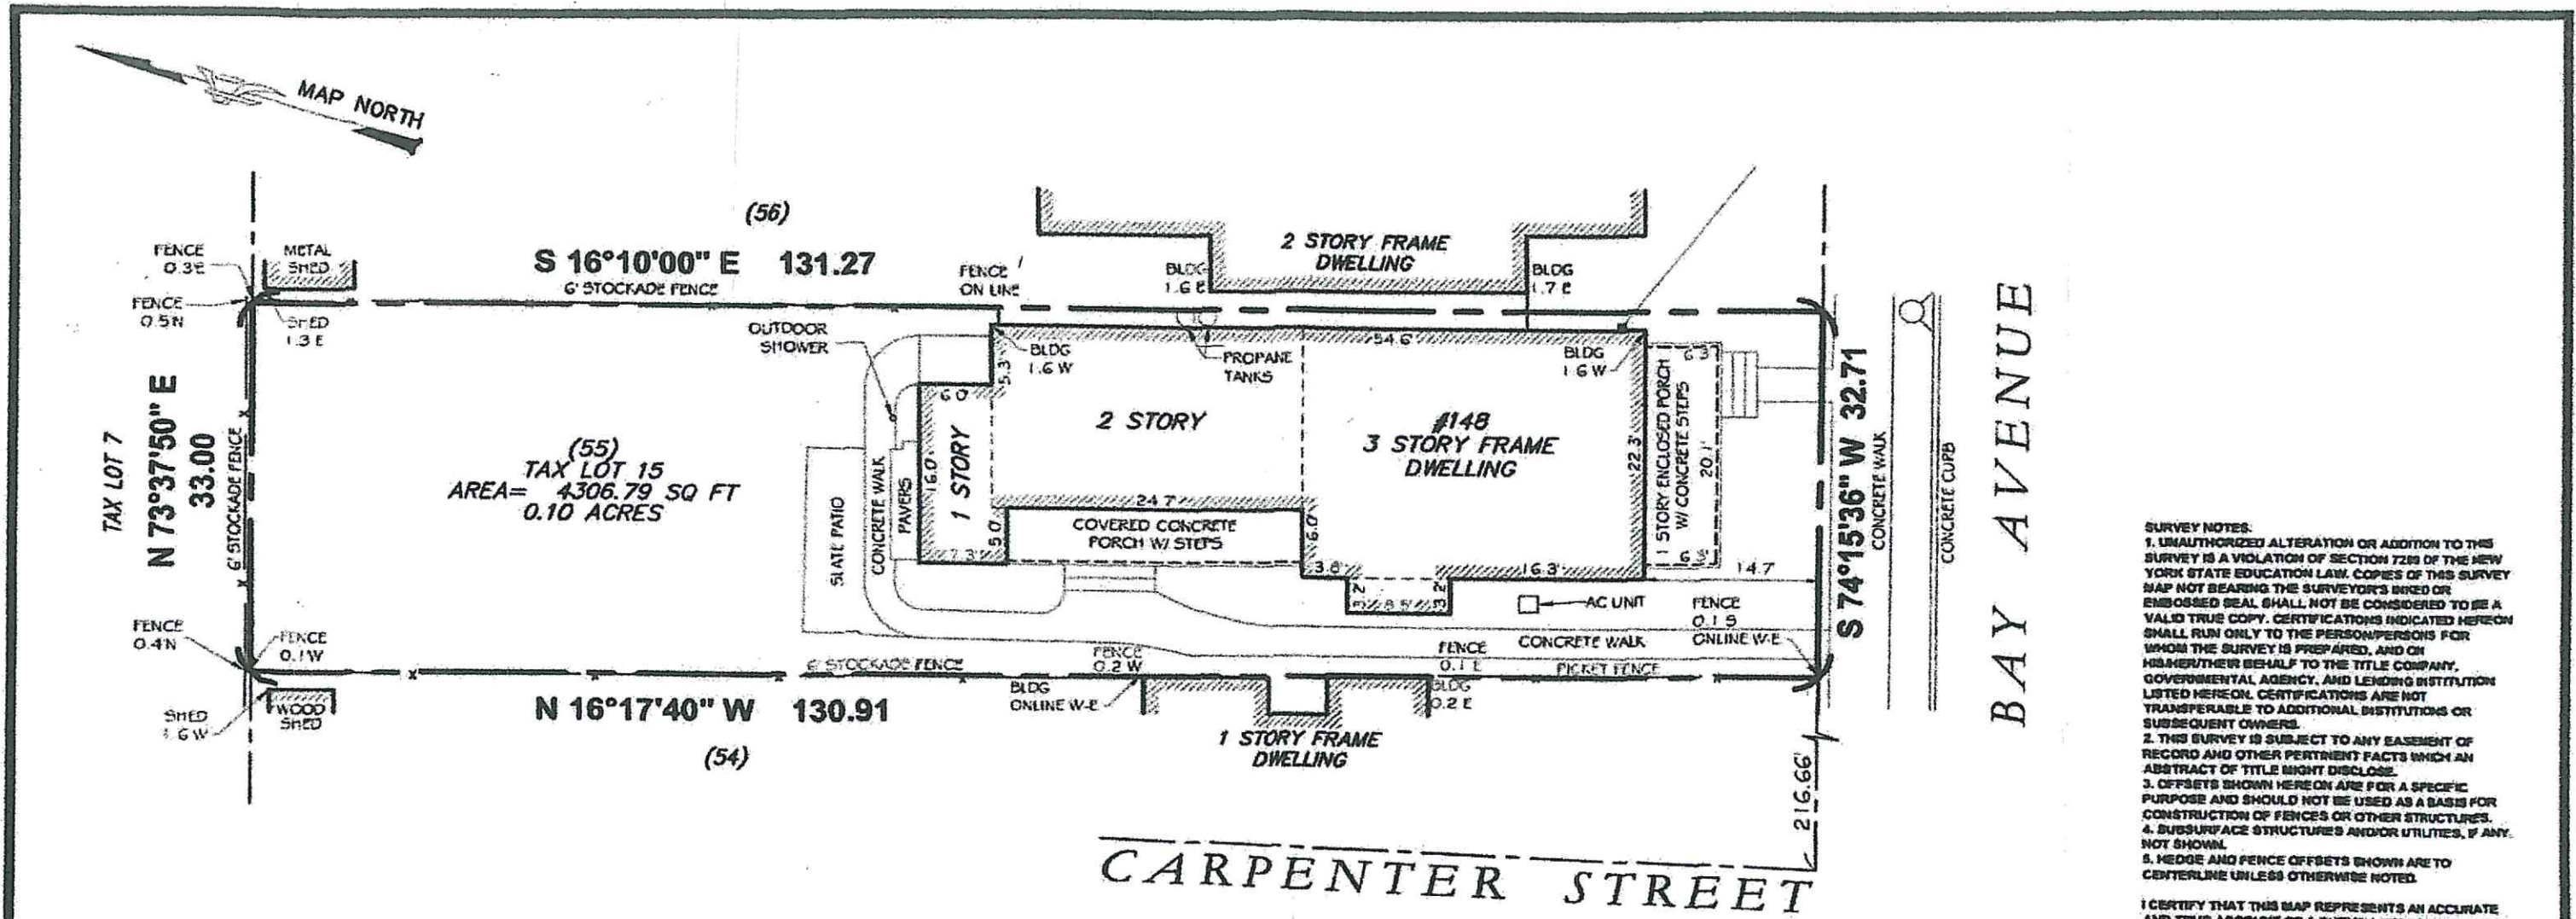 MAP NORTH
(56)
S 16°10'00" E 131.27
6' STOCKADE FENCE
FENCE
0.3'E
METAL
SHED
FENCE
0.5'N
SHED
1.3 E
FENCE
ON LINE
BLDG
1.6 E
2 STORY FRAME
DWELLING
BLDG
1.7 E
OUTDOOR
SHOWER
BLDG
1.6 W
PROPANE
TANKS
54.6'
BLDG
1.6 W
6.3'
5.3'
6.0'
2 STORY
#148
3 STORY FRAME
DWELLING
22.3'
1 STORY ENCLOSED PORCH
W/ CONCRETE STEPS
20.1'
6.3'
TAX LOT 7
N 73°37'50" E
33.00
6' STOCKADE FENCE
(55)
TAX LOT 15
AREA= 4306.79 SQ FT
0.10 ACRES
SLATE PATIO
CONCRETE WALK
PAVERS
16.0'
1 STORY
24.7'
5.0'
7.3'
COVERED CONCRETE
PORCH W/ STEPS
6.0'
3.8'
16.3'
14.7'
3.2'
8.5'
3.2'
AC UNIT
FENCE
0.1 S
ONLINE W-E
CONCRETE WALK
S 74°15'36" W 32.71
CONCRETE WALK
CONCRETE CURB
BAY AVENUE
FENCE
0.4'N
FENCE
0.1'W
SHED
1.6 W
WOOD
SHED
6' STOCKADE FENCE
FENCE
0.2 W
FENCE
0.1 E
PICKET FENCE
N 16°17'40" W 130.91
(54)
BLDG
ONLINE W-E
BLDG
0.2 E
1 STORY FRAME
DWELLING
216.66'
CARPENTER STREET
SURVEY NOTES:
1. UNAUTHORIZED ALTERATION OR ADDITION TO THIS
SURVEY IS A VIOLATION OF SECTION 7209 OF THE NEW
YORK STATE EDUCATION LAW. COPIES OF THIS SURVEY
MAP NOT BEARING THE SURVEYOR'S INKED OR
EMBOSSED SEAL SHALL NOT BE CONSIDERED TO BE A
VALID TRUE COPY. CERTIFICATIONS INDICATED HEREON
SHALL RUN ONLY TO THE PERSON/PERSONS FOR
WHOM THE SURVEY IS PREPARED, AND ON
HIS/HER/THEIR BEHALF TO THE TITLE COMPANY,
GOVERNMENTAL AGENCY, AND LENDING INSTITUTION
LISTED HEREON. CERTIFICATIONS ARE NOT
TRANSFERABLE TO ADDITIONAL INSTITUTIONS OR
SUBSEQUENT OWNERS.
2. THIS SURVEY IS SUBJECT TO ANY EASEMENT OF
RECORD AND OTHER PERTINENT FACTS WHICH AN
ABSTRACT OF TITLE MIGHT DISCLOSE.
3. OFFSETS SHOWN HEREON ARE FOR A SPECIFIC
PURPOSE AND SHOULD NOT BE USED AS A BASIS FOR
CONSTRUCTION OF FENCES OR OTHER STRUCTURES.
4. SUBSURFACE STRUCTURES AND/OR UTILITIES, IF ANY,
NOT SHOWN.
5. HEDGE AND FENCE OFFSETS SHOWN ARE TO
CENTERLINE UNLESS OTHERWISE NOTED.
I CERTIFY THAT THIS MAP REPRESENTS AN ACCURATE